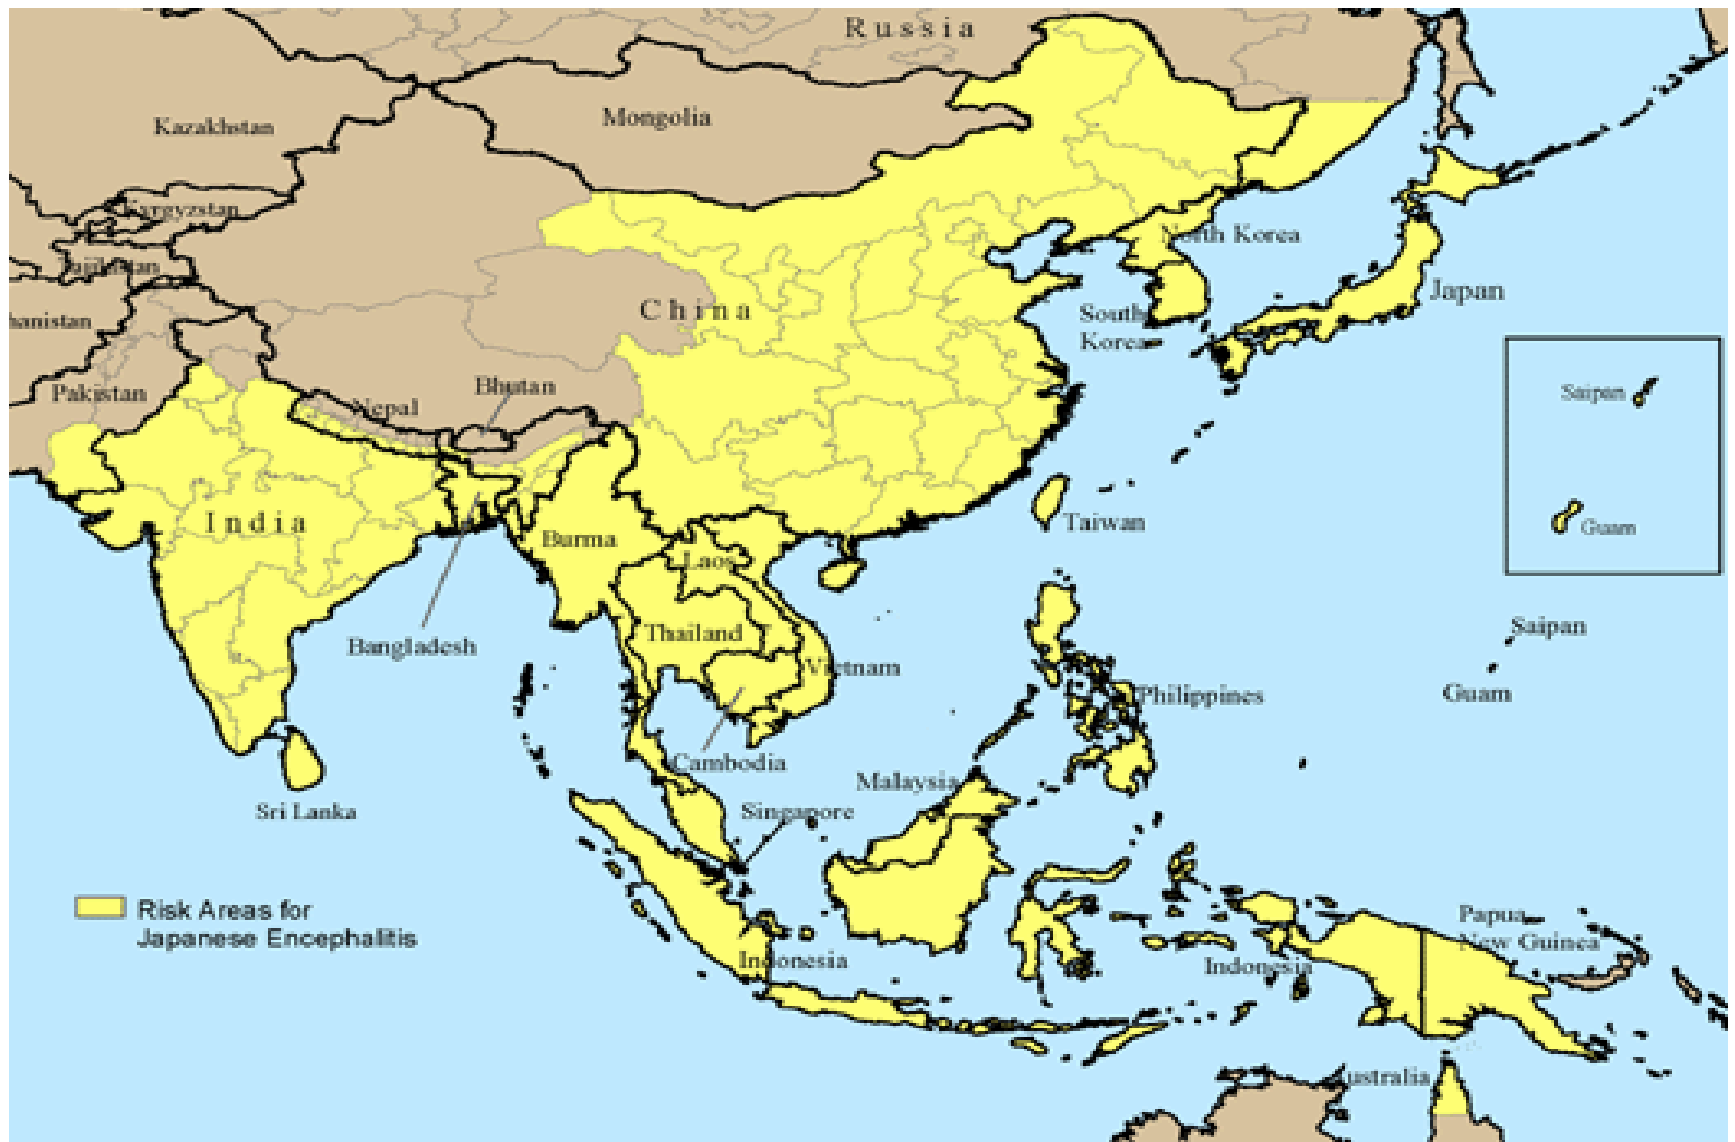 Russia
Kazakhstan
Mongolia
Kyrgyzstan
Tajikistan
North Korea
hanistan
China
Japan
South
Korea
Pakistan
Bhutan
Nepal
Saipan
India
Burma
Taiwan
Guam
Laos
Bangladesh
Thailand
Vietnam
Saipan
Philippines
Guam
Cambodia
Malaysia
Sri Lanka
Singapore
Risk Areas for
Japanese Encephalitis
Papua
New Guinea
Indonesia
Indonesia
Australia